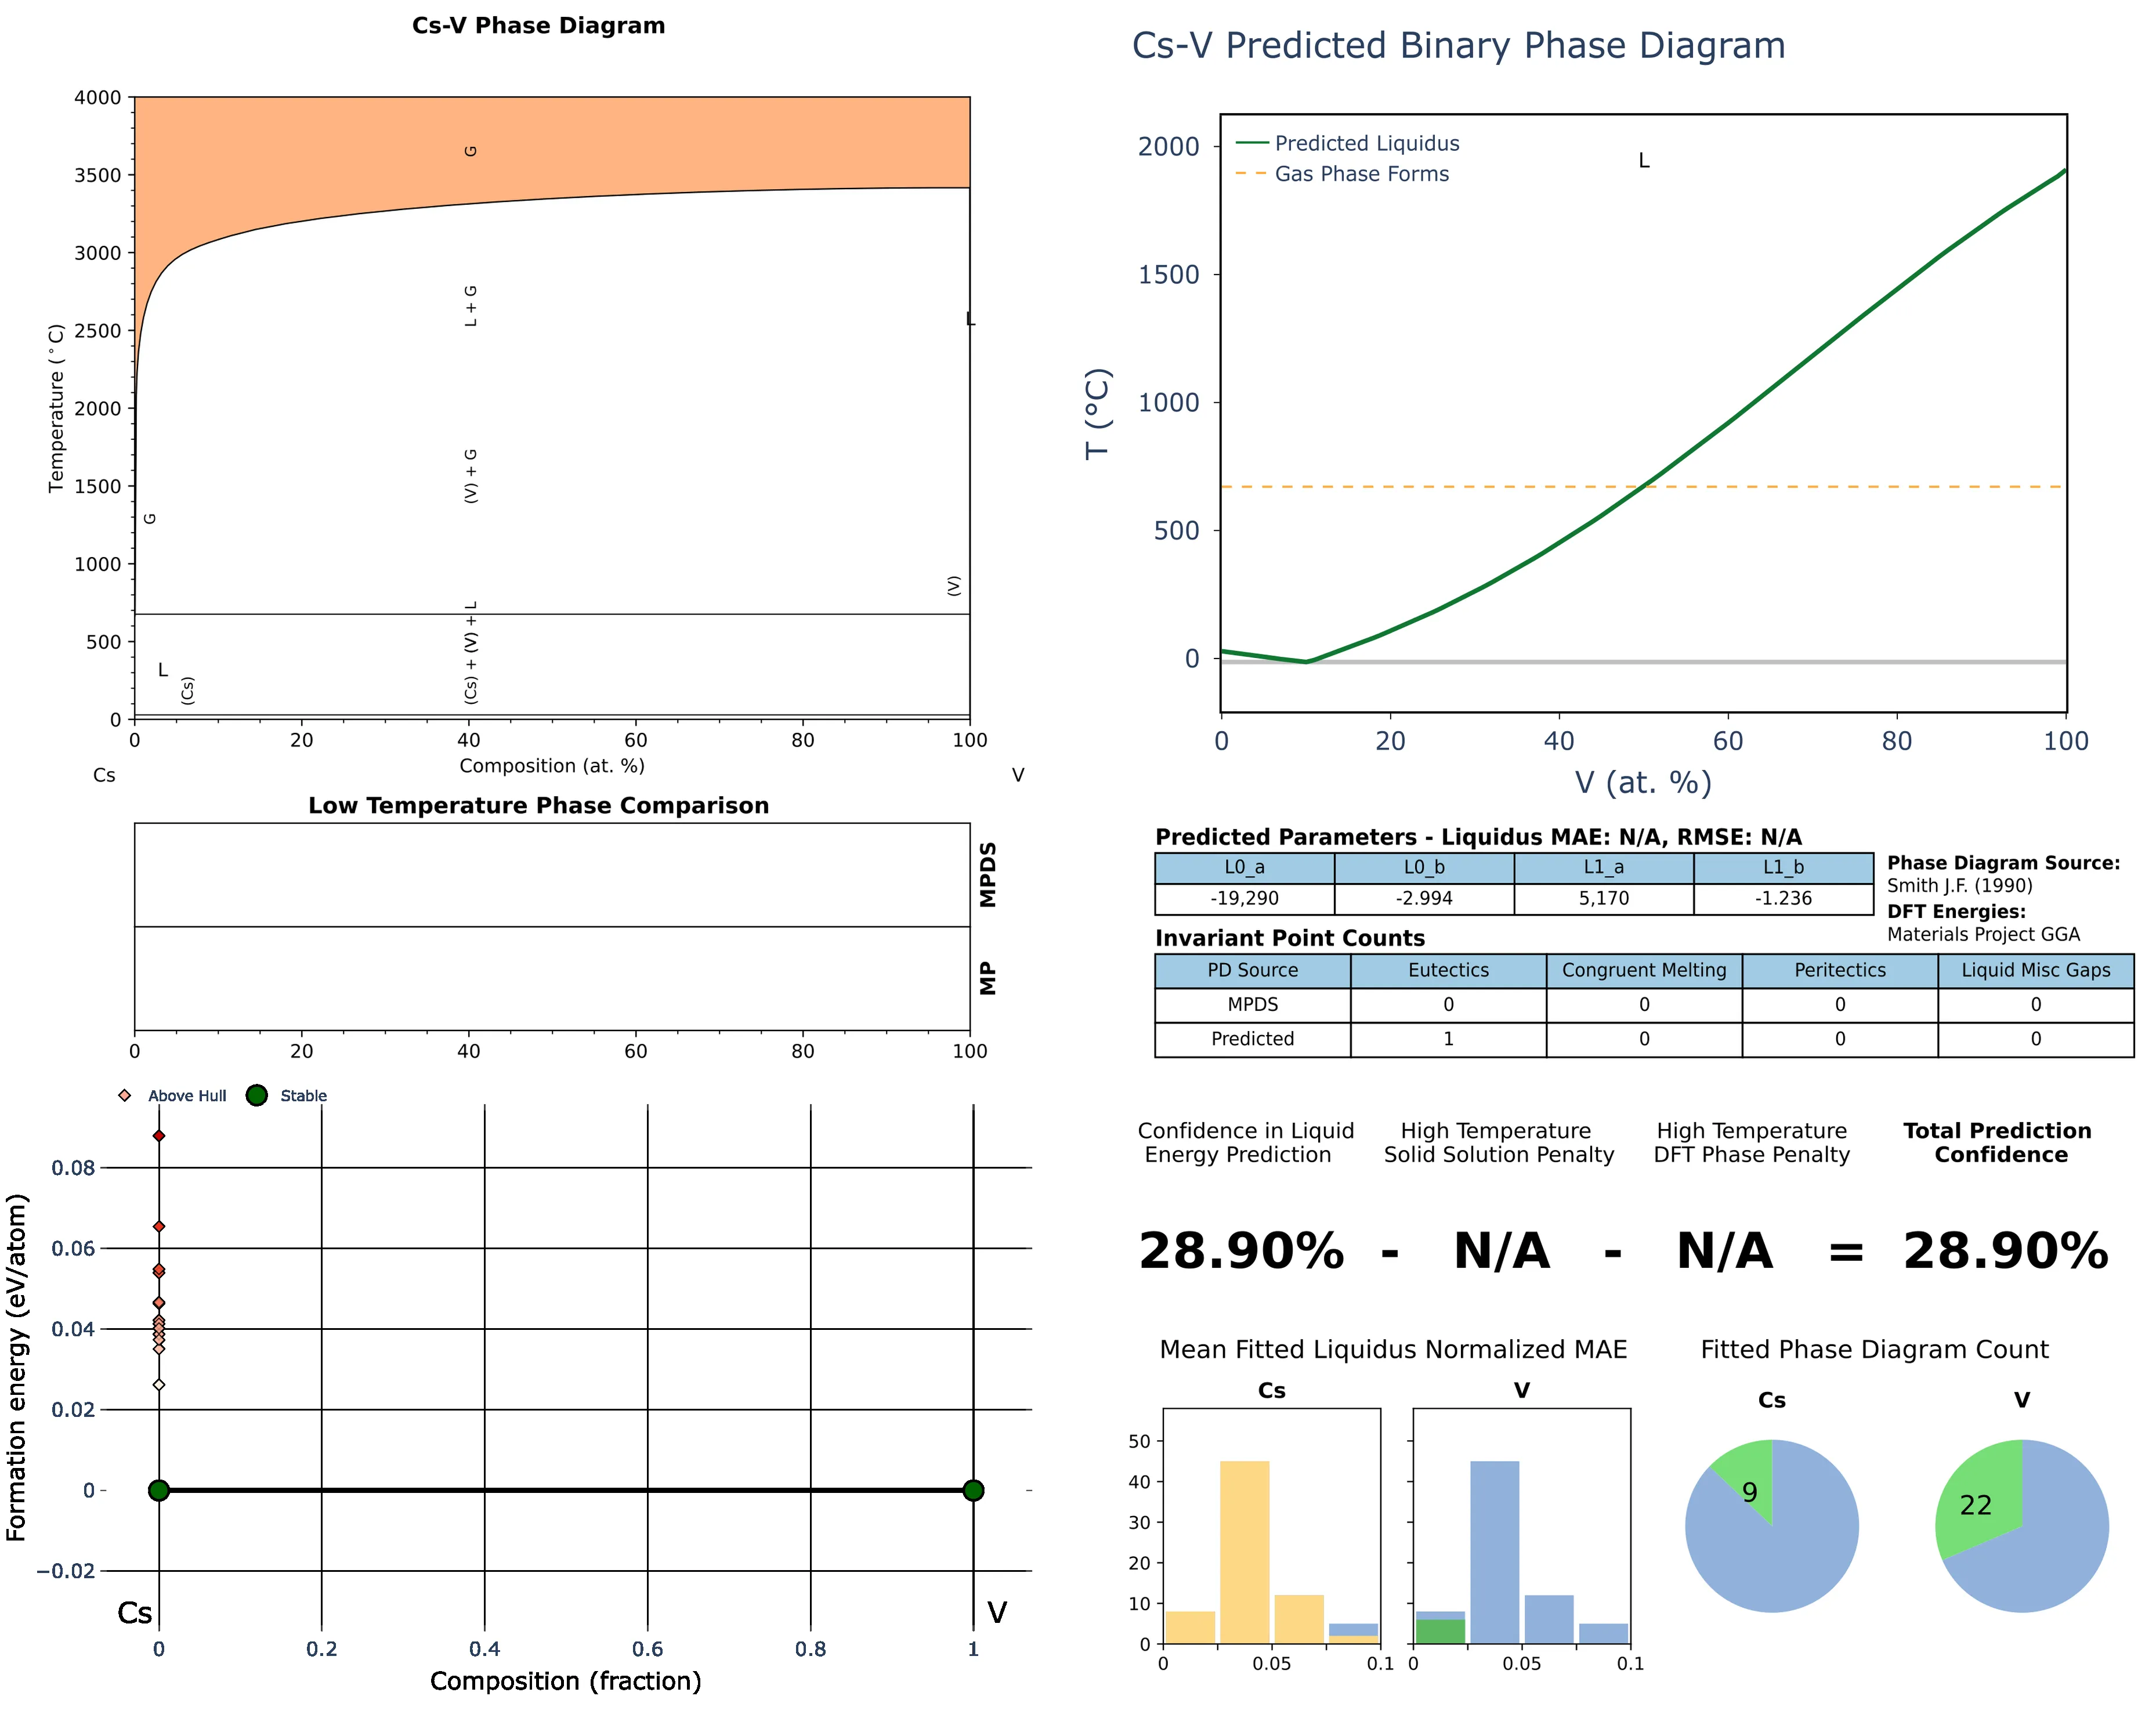 Cs-V Phase Diagram
4000
3500
3000
2500
2000
1500
1000
500
0
Temperature (°C)
G
L + G
(V) + G
(Cs) + (V) + L
G
L
(Cs)
L
(V)
0 20 40 60 80 100
Composition (at. %)
Cs V
Low Temperature Phase Comparison
MPDS
MP
0 20 40 60 80 100
Above Hull Stable
0.08
0.06
0.04
0.02
0
−0.02
Formation energy (eV/atom)
Cs V
0 0.2 0.4 0.6 0.8 1
Composition (fraction)
Cs-V Predicted Binary Phase Diagram
Predicted Liquidus
Gas Phase Forms
L
2000
1500
1000
500
0
T (°C)
0 20 40 60 80 100
V (at. %)
Predicted Parameters - Liquidus MAE: N/A, RMSE: N/A
L0_a L0_b L1_a L1_b
-19,290 -2.994 5,170 -1.236
Phase Diagram Source:
Smith J.F. (1990)
DFT Energies:
Materials Project GGA
Invariant Point Counts
PD Source Eutectics Congruent Melting Peritectics Liquid Misc Gaps
MPDS 0 0 0 0
Predicted 1 0 0 0
Confidence in Liquid
Energy Prediction
High Temperature
Solid Solution Penalty
High Temperature
DFT Phase Penalty
Total Prediction
Confidence
28.90% - N/A - N/A = 28.90%
Mean Fitted Liquidus Normalized MAE
Cs V
50
40
30
20
10
0
0 0.05 0.1 0 0.05 0.1
Fitted Phase Diagram Count
Cs V
9 22